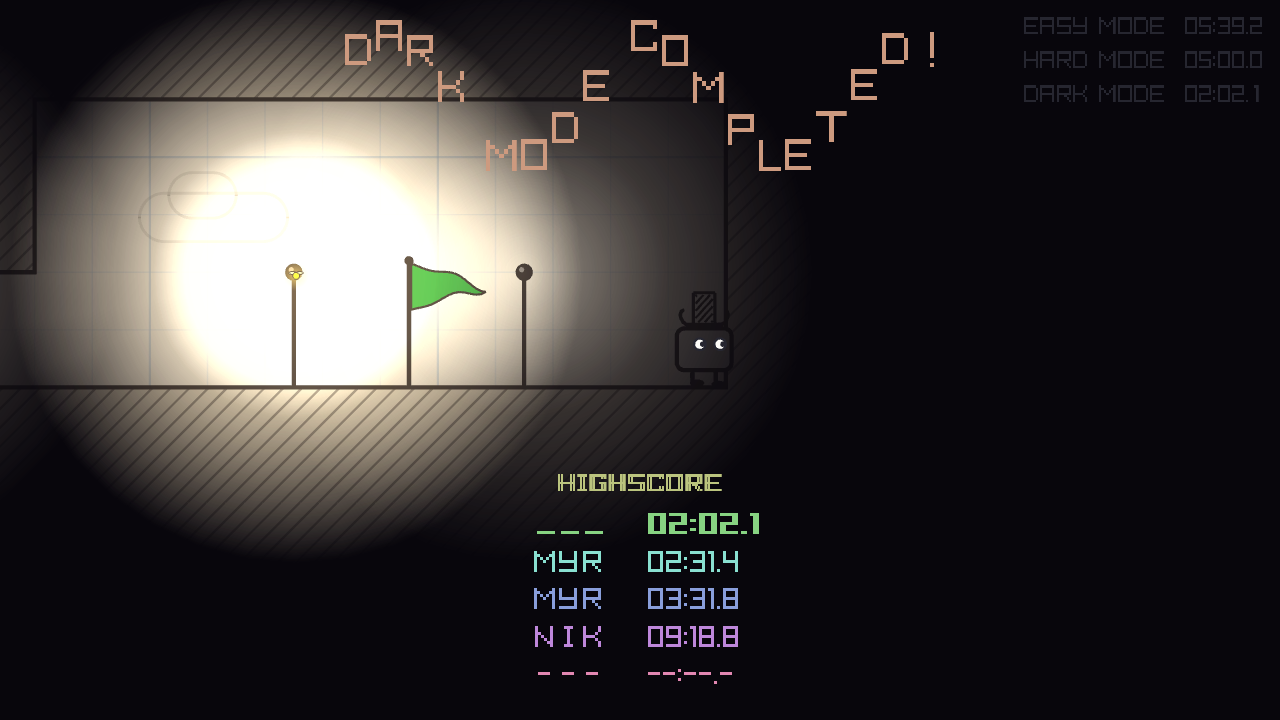 DARK MODE COMPLETED!
EASY MODE 05:39.2
HARD MODE 05:00.0
DARK MODE 02:02.1
HIGHSCORE
___ 02:02.1
MYR 02:31.4
MYR 03:31.8
NIK 09:18.8
--- --:--.-